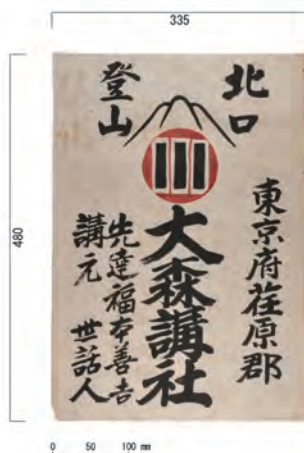 335
480
北口
登山
東京府荏原郡
大森講社
先達福本善吉
講元 世話人
0 50 100 mm